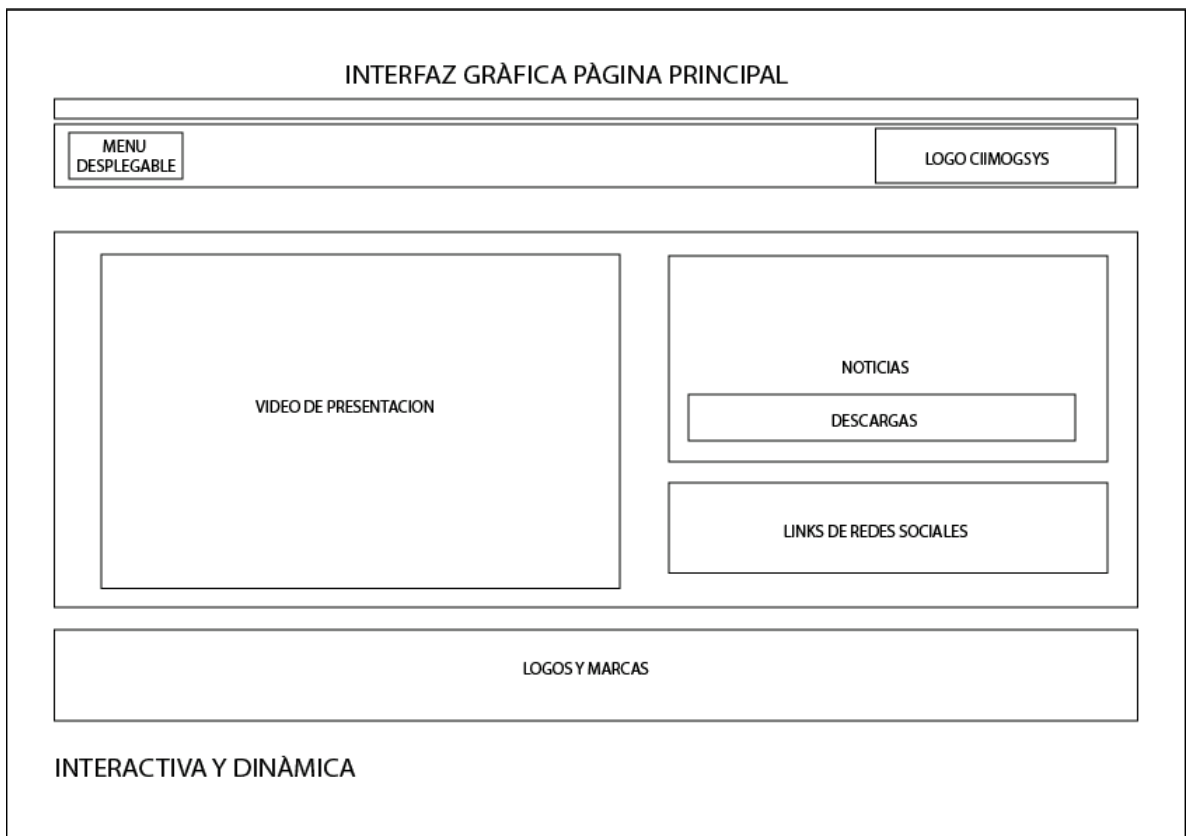 INTERFAZ GRÀFICA PÀGINA PRINCIPAL
MENU
DESPLEGABLE
LOGO CIIMOGSYS
VIDEO DE PRESENTACION
NOTICIAS
DESCARGAS
LINKS DE REDES SOCIALES
LOGOS Y MARCAS
INTERACTIVA Y DINÀMICA